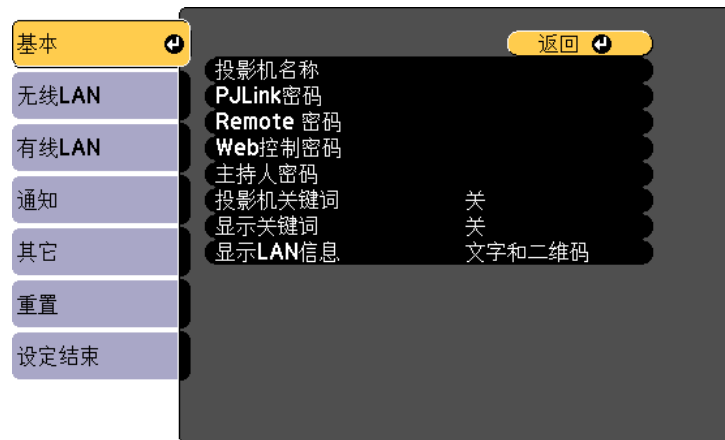 基本
无线LAN
有线LAN
通知
其它
重置
设定结束
返回
投影机名称
PJLink密码
Remote 密码
Web控制密码
主持人密码
投影机关键词 关
显示关键词 关
显示LAN信息 文字和二维码